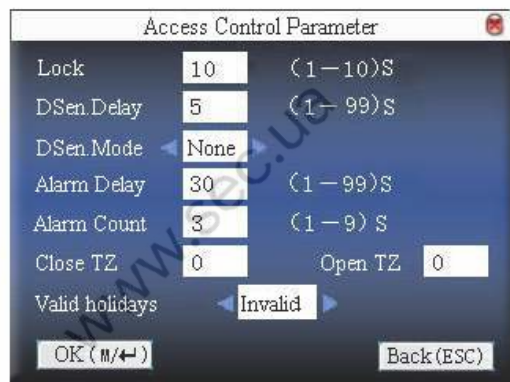 Access Control Parameter
Lock 10 (1-10)S
DSen.Delay 5 (1-99)S
DSen.Mode None
Alarm Delay 30 (1-99)S
Alarm Count 3 (1-9) S
Close TZ 0 Open TZ 0
Valid holidays Invalid
OK(M/↵) Back(ESC)
www.sec.ua